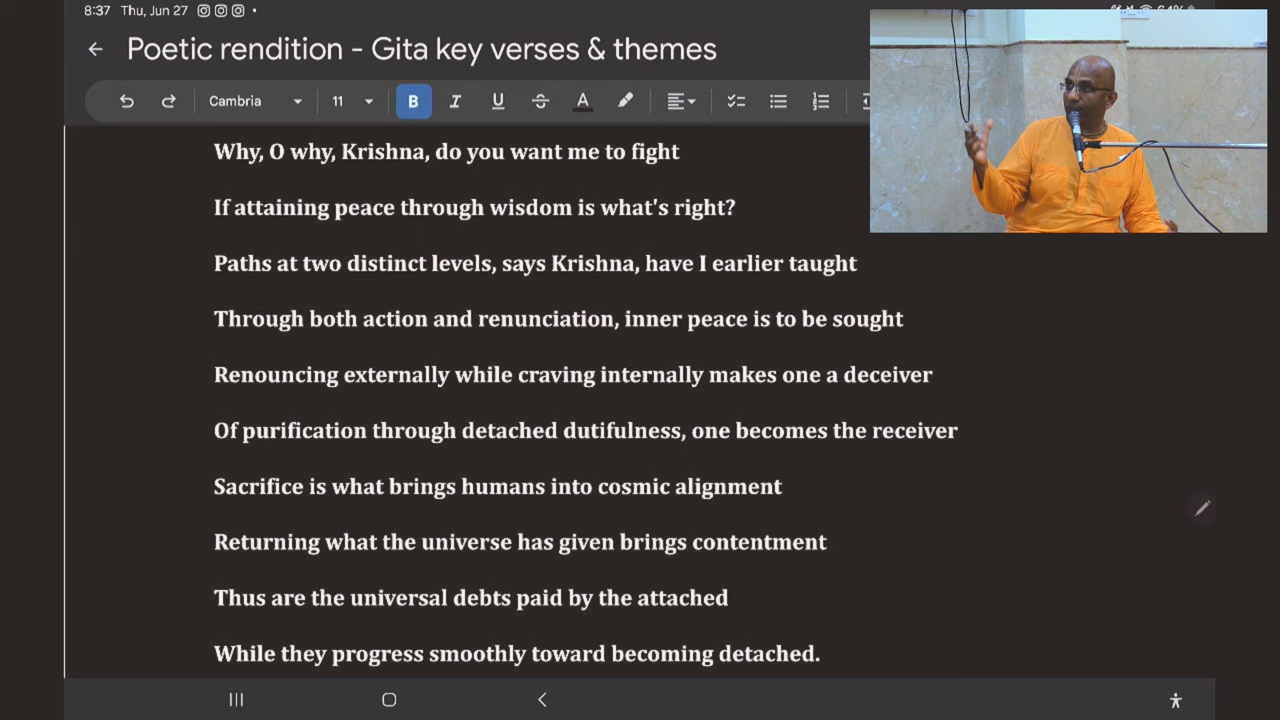 8:37 Thu, Jun 27
Poetic rendition - Gita key verses & themes
Cambria 11 B I U S A
Why, O why, Krishna, do you want me to fight
If attaining peace through wisdom is what's right?
Paths at two distinct levels, says Krishna, have I earlier taught
Through both action and renunciation, inner peace is to be sought
Renouncing externally while craving internally makes one a deceiver
Of purification through detached dutifulness, one becomes the receiver
Sacrifice is what brings humans into cosmic alignment
Returning what the universe has given brings contentment
Thus are the universal debts paid by the attached
While they progress smoothly toward becoming detached.